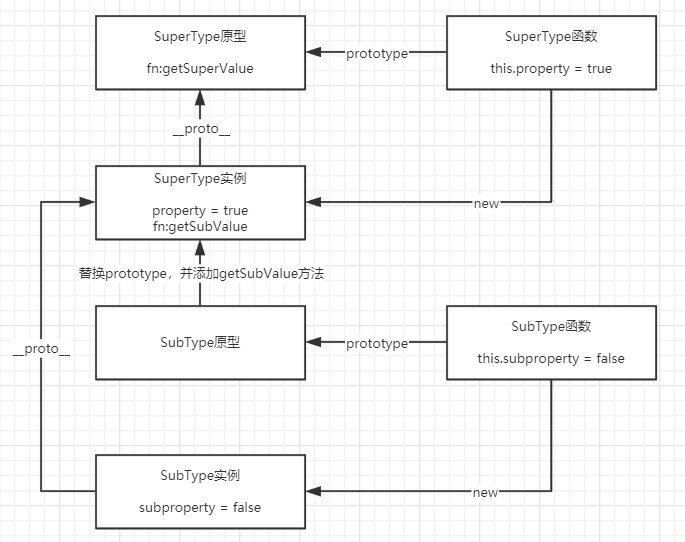 SuperType原型
fn:getSuperValue
prototype
SuperType函数
this.property = true
__proto__
SuperType实例
property = true
fn:getSubValue
new
替换prototype，并添加getSubValue方法
SubType原型
prototype
SubType函数
this.subproperty = false
__proto__
SubType实例
subproperty = false
new